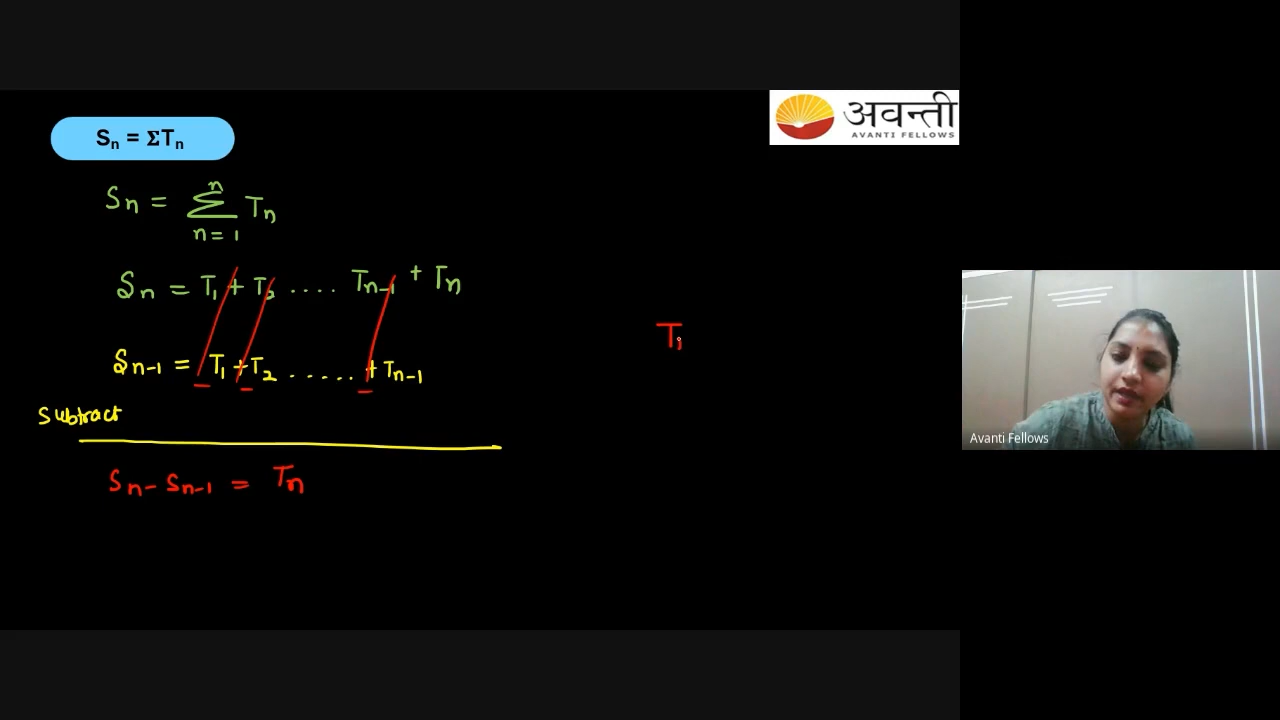 अवन्ती
AVANTI FELLOWS
Sₙ = ΣTₙ
Sn = n Σ n=1 Tn
Sn = T1 + T2 .... Tn-1 + Tn
Sn-1 = T1 + T2 ..... + Tn-1
Subtract
Sn - Sn-1 = Tn
T1
Avanti Fellows